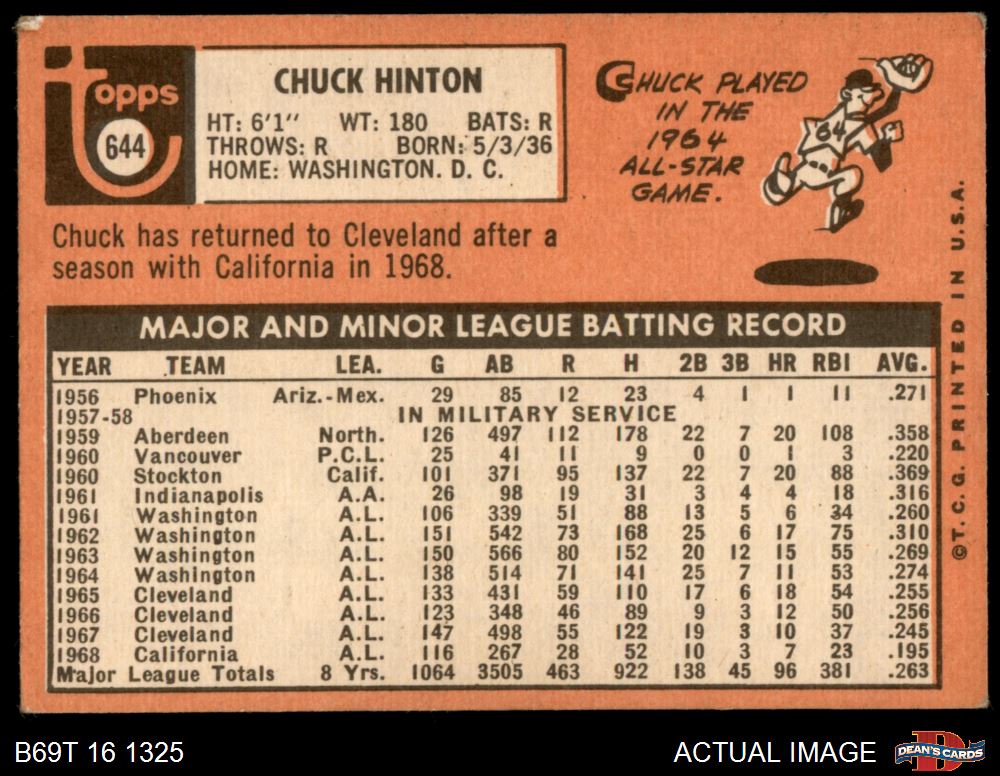 topps
644
CHUCK HINTON
HT: 6'1" WT: 180 BATS: R
THROWS: R BORN: 5/3/36
HOME: WASHINGTON. D. C.
CHUCK PLAYED
IN THE
1964
ALL-STAR
GAME.
64
Chuck has returned to Cleveland after a
season with California in 1968.
MAJOR AND MINOR LEAGUE BATTING RECORD
YEAR TEAM LEA. G AB R H 2B 3B HR RBI AVG.
1956 Phoenix Ariz.-Mex. 29 85 12 23 4 1 1 11 .271
1957-58 IN MILITARY SERVICE
1959 Aberdeen North. 126 497 112 178 22 7 20 108 .358
1960 Vancouver P.C.L. 25 41 11 9 0 0 1 3 .220
1960 Stockton Calif. 101 371 95 137 22 7 20 88 .369
1961 Indianapolis A.A. 26 98 19 31 3 4 4 18 .316
1961 Washington A.L. 106 339 51 88 13 5 6 34 .260
1962 Washington A.L. 151 542 73 168 25 6 17 75 .310
1963 Washington A.L. 150 566 80 152 20 12 15 55 .269
1964 Washington A.L. 138 514 71 141 25 7 11 53 .274
1965 Cleveland A.L. 133 431 59 110 17 6 18 54 .255
1966 Cleveland A.L. 123 348 46 89 9 3 12 50 .256
1967 Cleveland A.L. 147 498 55 122 19 3 10 37 .245
1968 California A.L. 116 267 28 52 10 3 7 23 .195
Major League Totals 8 Yrs. 1064 3505 463 922 138 45 96 381 .263
©T. C. G. PRINTED IN U.S.A.
B69T 16 1325
ACTUAL IMAGE
DEAN'S CARDS